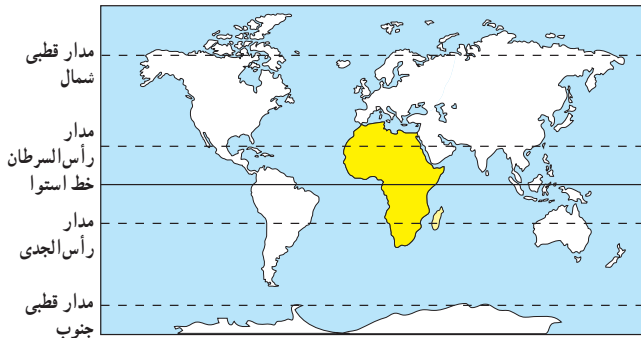 مدار قطبی
شمال
مدار
رأس‌السرطان
خط استوا
مدار
رأس‌الجدی
مدار قطبی
جنوب